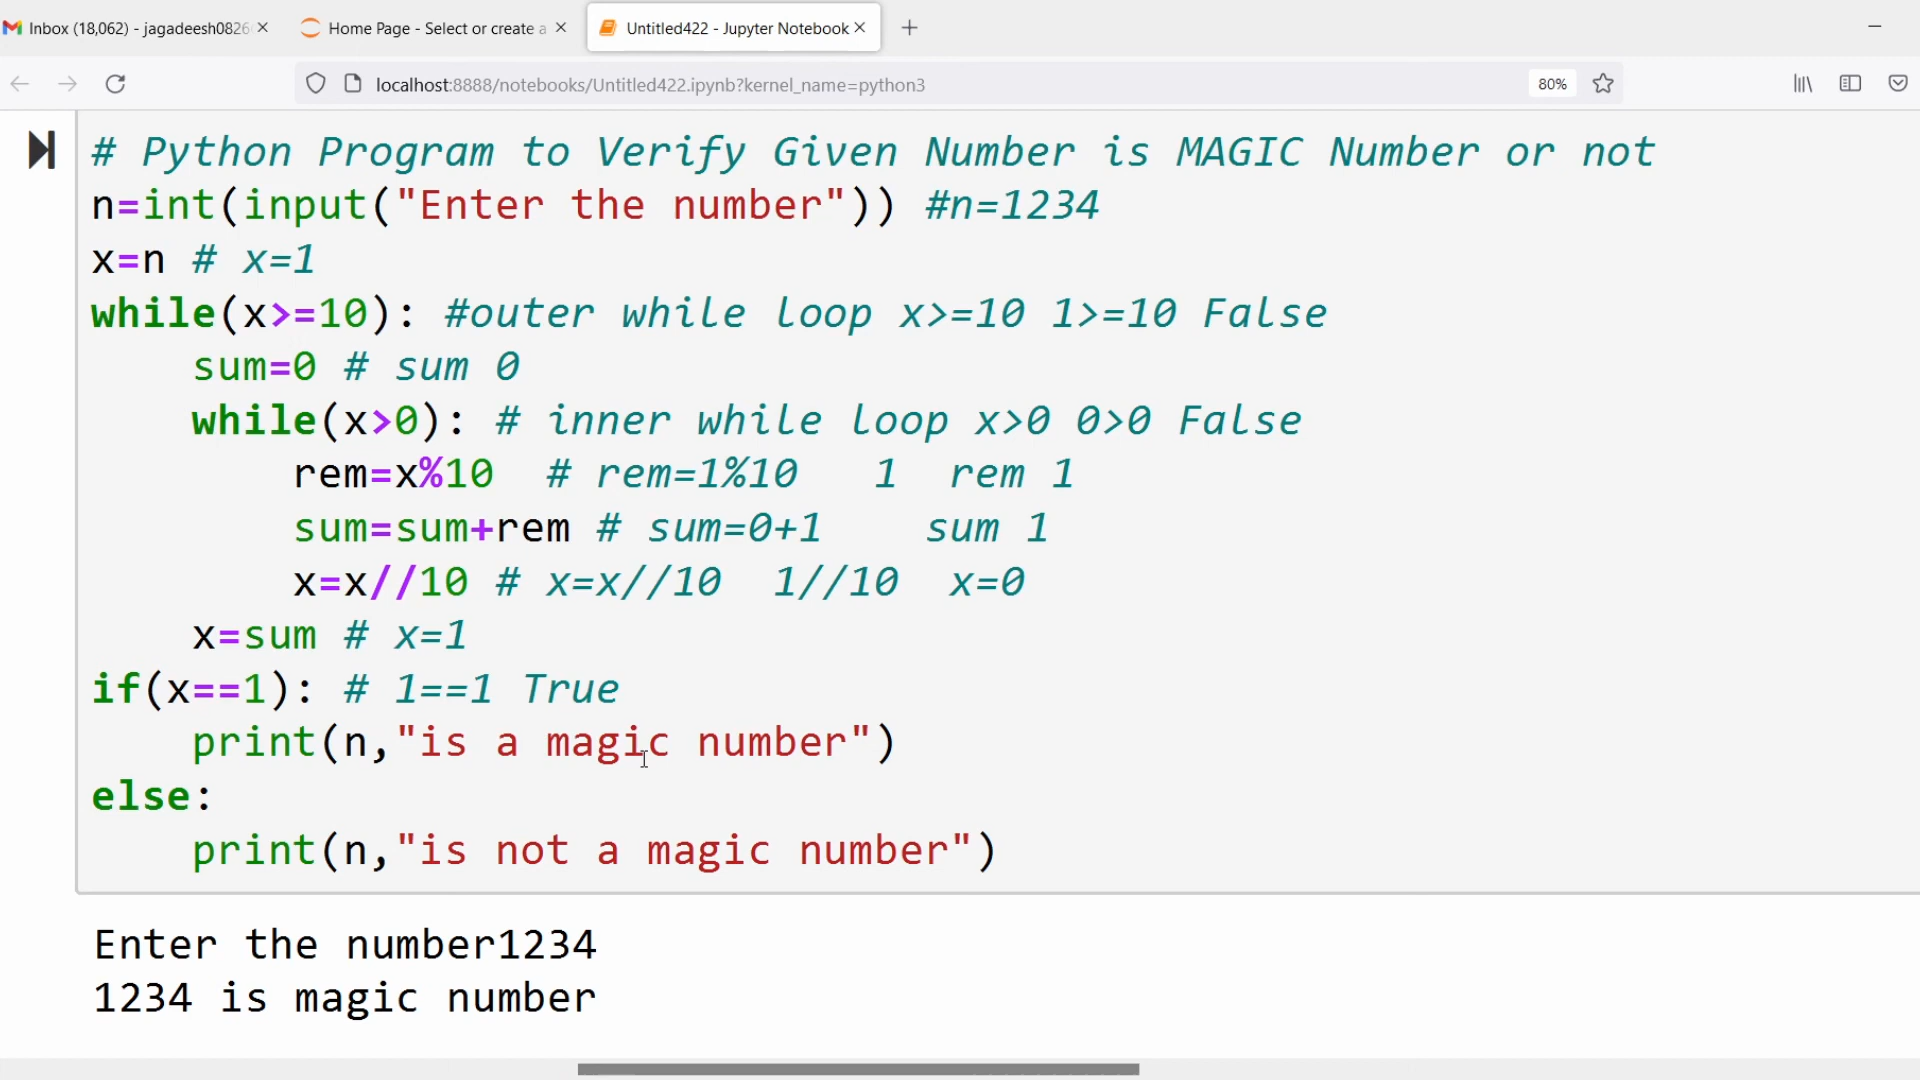 Inbox (18,062) - jagadeesh0826
Home Page - Select or create a
Untitled422 - Jupyter Notebook
localhost:8888/notebooks/Untitled422.ipynb?kernel_name=python3
80%
# Python Program to Verify Given Number is MAGIC Number or not
n=int(input("Enter the number")) #n=1234
x=n # x=1
while(x>=10): #outer while loop x>=10 1>=10 False
    sum=0 # sum 0
    while(x>0): # inner while loop x>0 0>0 False
        rem=x%10  # rem=1%10   1  rem 1
        sum=sum+rem # sum=0+1    sum 1
        x=x//10 # x=x//10  1//10  x=0
    x=sum # x=1
if(x==1): # 1==1 True
    print(n,"is a magic number")
else:
    print(n,"is not a magic number")
Enter the number1234
1234 is magic number